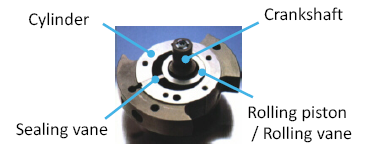 Cylinder
Crankshaft
Sealing vane
Rolling piston
/ Rolling vane